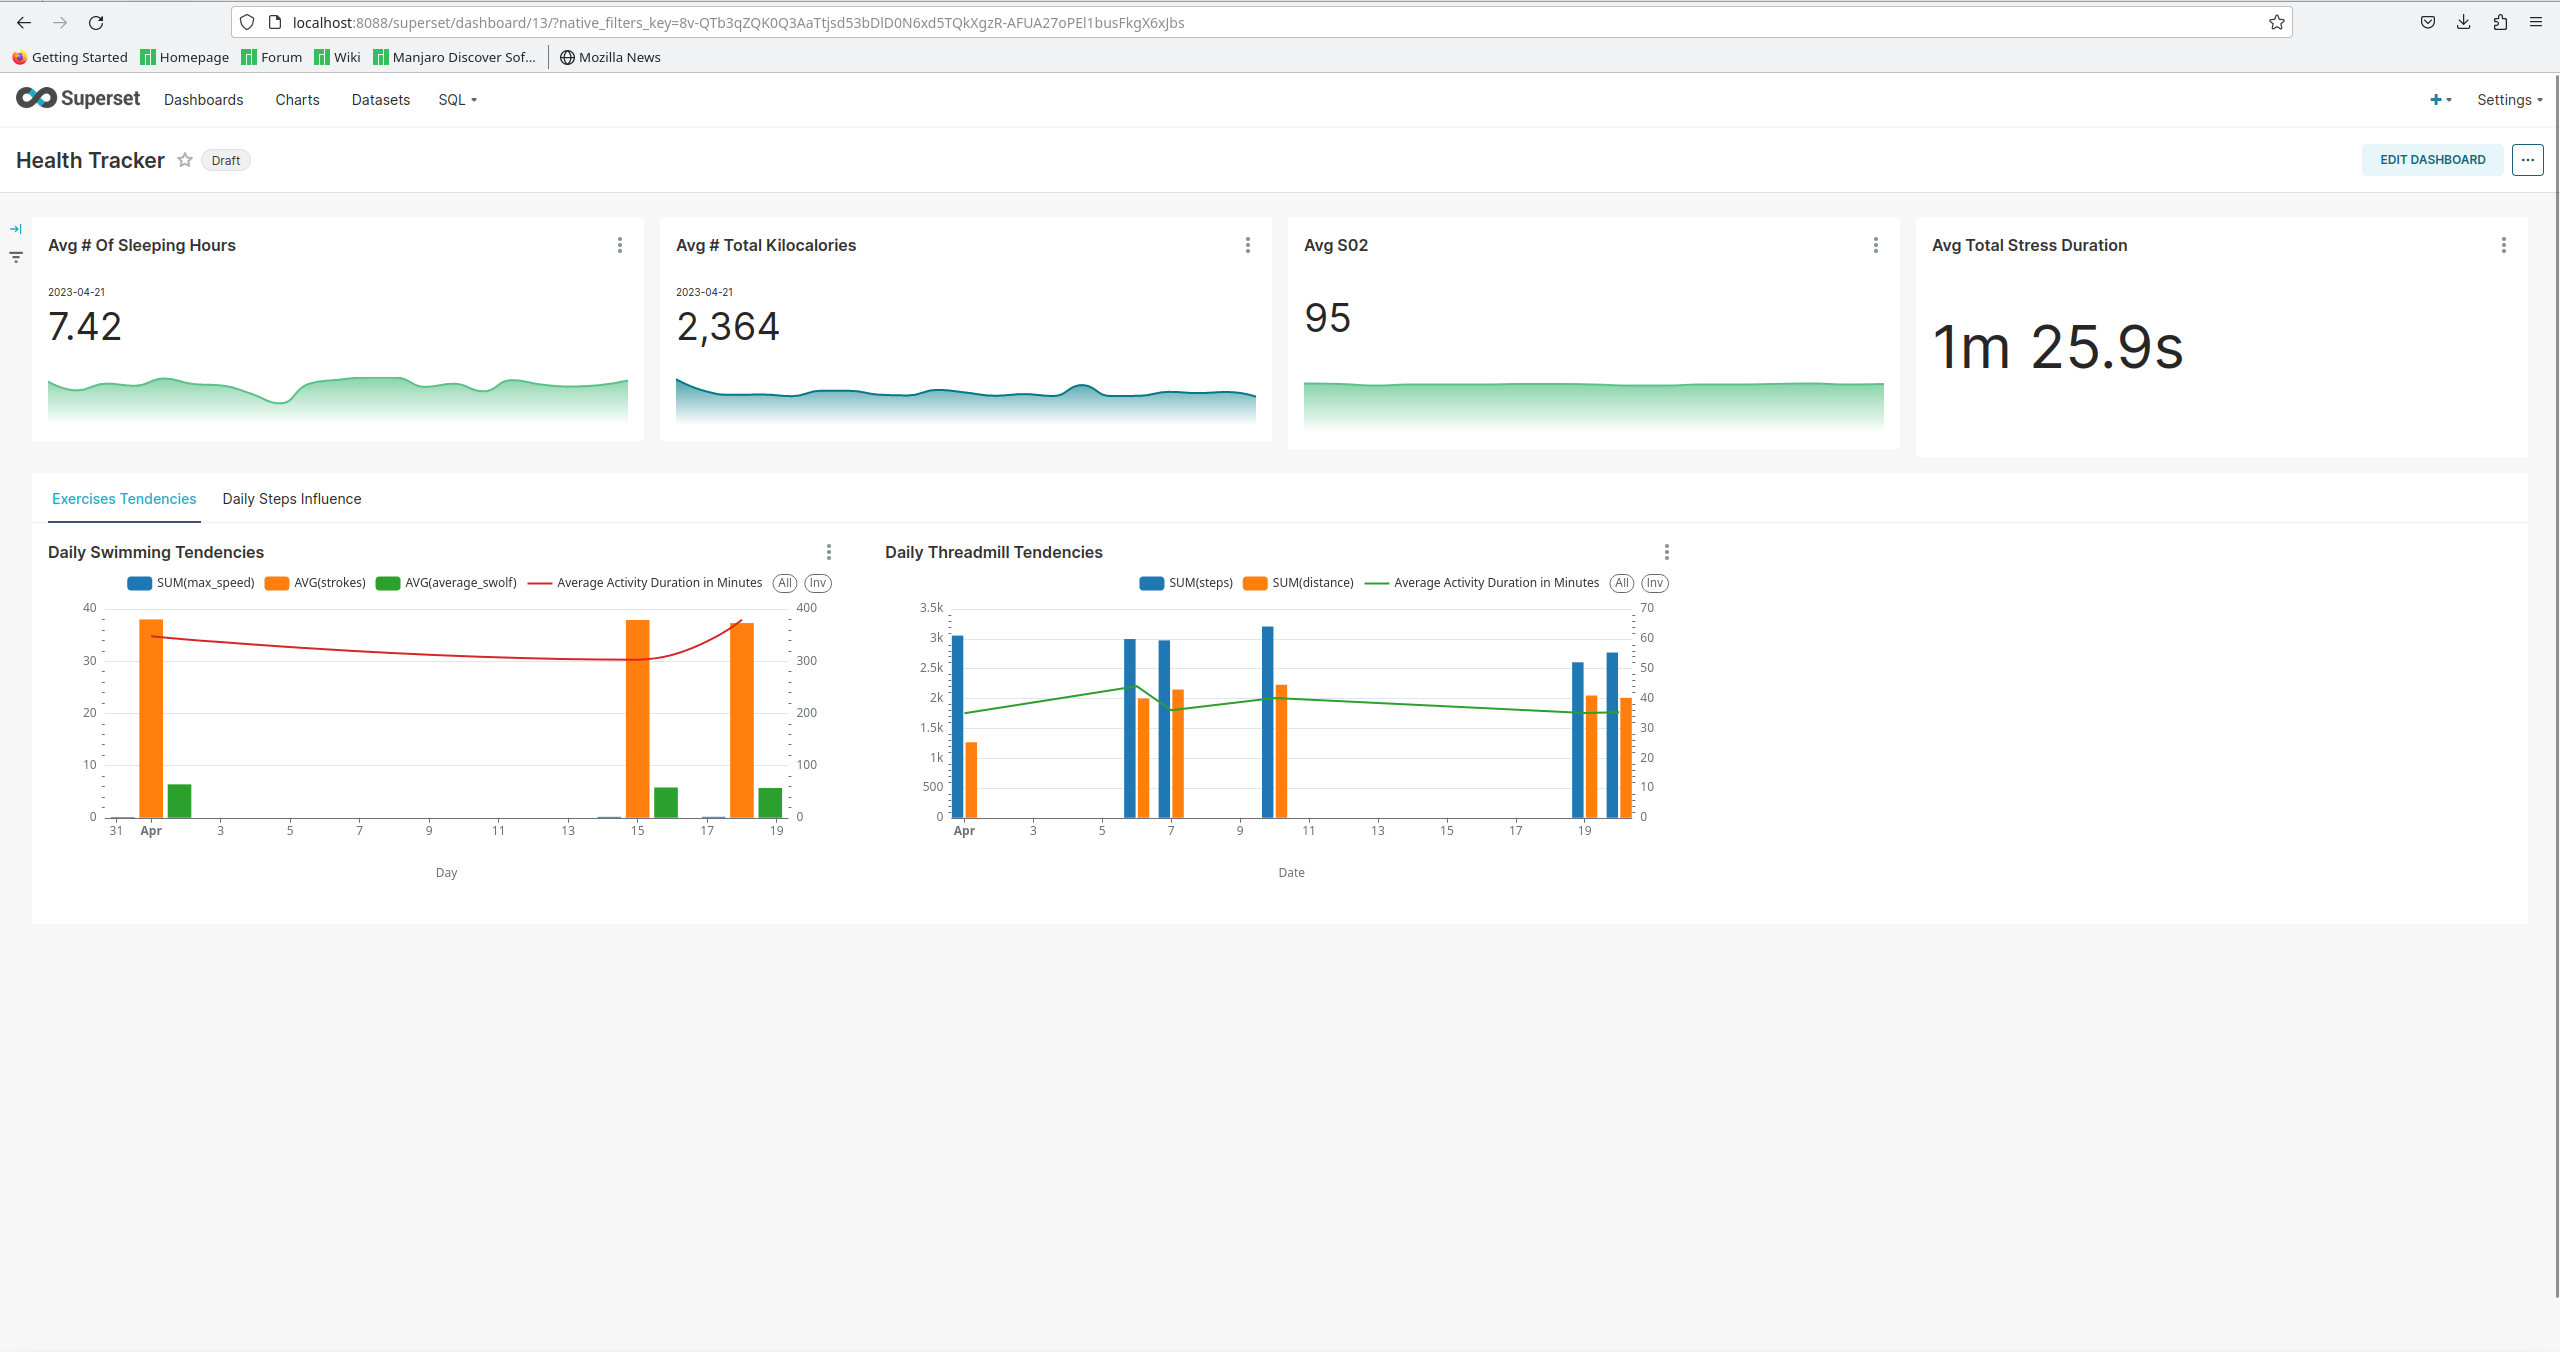 localhost:8088/superset/dashboard/13/?native_filters_key=8v-QTb3qZQK0Q3AaTtjsd53bDlD0N6xd5TQkXgzR-AFUA27oPEl1busFkgX6xJbs
Getting Started Homepage Forum Wiki Manjaro Discover Sof... Mozilla News
Superset Dashboards Charts Datasets SQL Settings
Health Tracker Draft EDIT DASHBOARD
Avg # Of Sleeping Hours
2023-04-21
7.42
Avg # Total Kilocalories
2023-04-21
2,364
Avg S02
95
Avg Total Stress Duration
1m 25.9s
Exercises Tendencies Daily Steps Influence
Daily Swimming Tendencies
SUM(max_speed) AVG(strokes) AVG(average_swolf) Average Activity Duration in Minutes All Inv
40 400
30 300
20 200
10 100
0 0
31 Apr 3 5 7 9 11 13 15 17 19
Day
Daily Threadmill Tendencies
SUM(steps) SUM(distance) Average Activity Duration in Minutes All Inv
3.5k 70
3k 60
2.5k 50
2k 40
1.5k 30
1k 20
500 10
0 0
Apr 3 5 7 9 11 13 15 17 19
Date